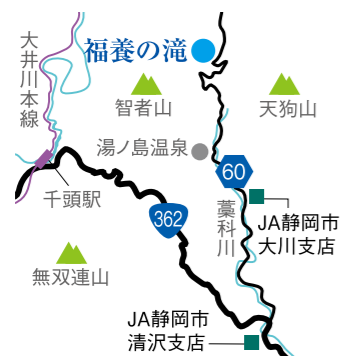 大井川本線
福養の滝
智者山
天狗山
湯ノ島温泉
60
千頭駅
362
藁科川
JA静岡市
大川支店
無双連山
JA静岡市
清沢支店